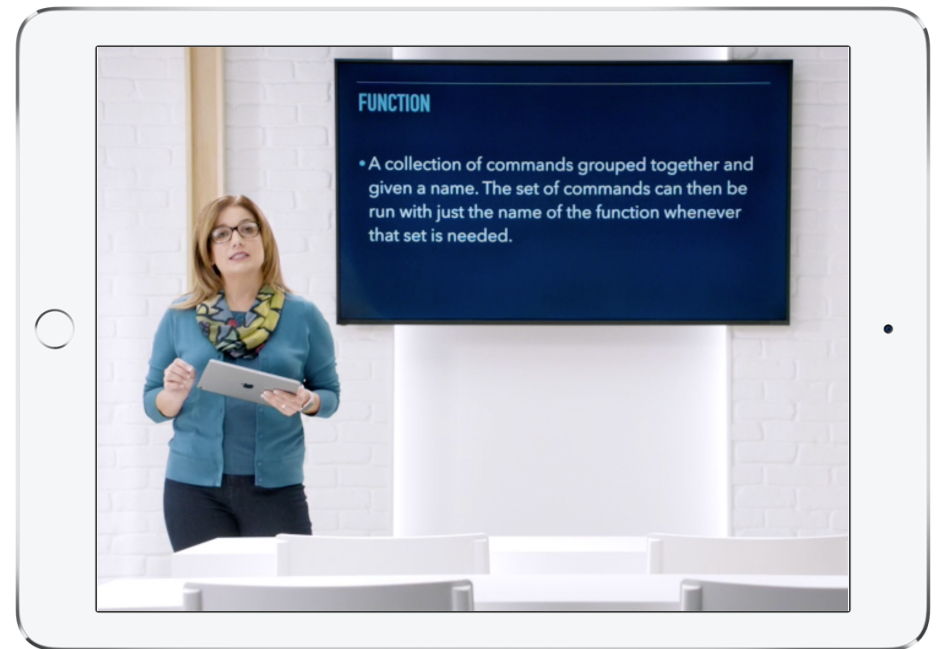 FUNCTION
• A collection of commands grouped together and
given a name. The set of commands can then be
run with just the name of the function whenever
that set is needed.